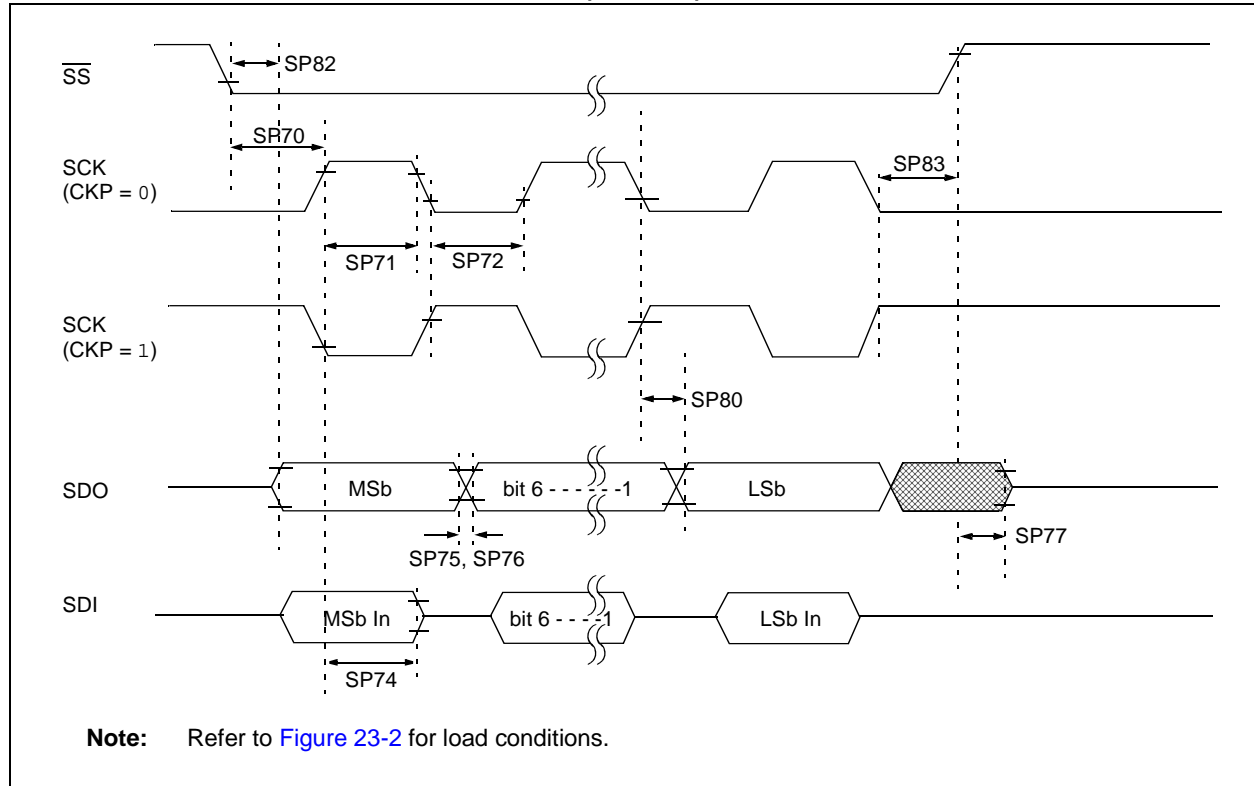 SS
SP82
SP70
SCK
(CKP = 0)
SP83
SP71
SP72
SCK
(CKP = 1)
SP80
SDO
MSb
bit 6 - - - - - -1
LSb
SP75, SP76
SP77
SDI
MSb In
bit 6 - - - -1
LSb In
SP74
Note: Refer to Figure 23-2 for load conditions.